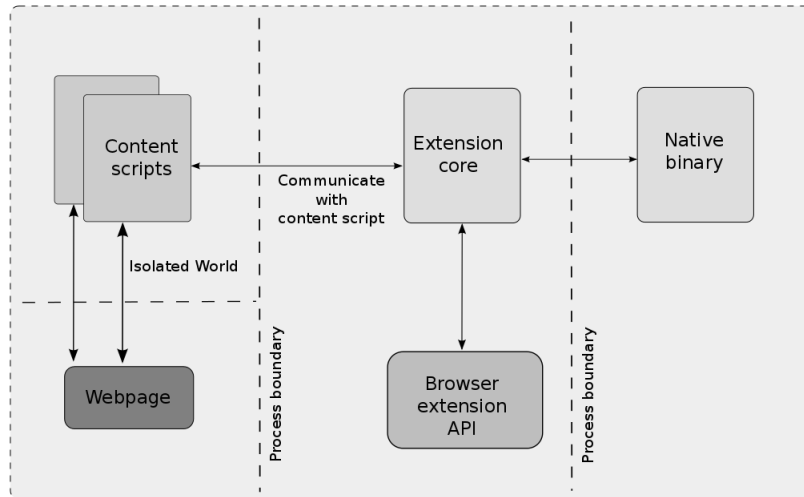 Content
scripts
Extension
core
Native
binary
Communicate
with
content script
Isolated World
Process boundary
Process boundary
Webpage
Browser
extension
API